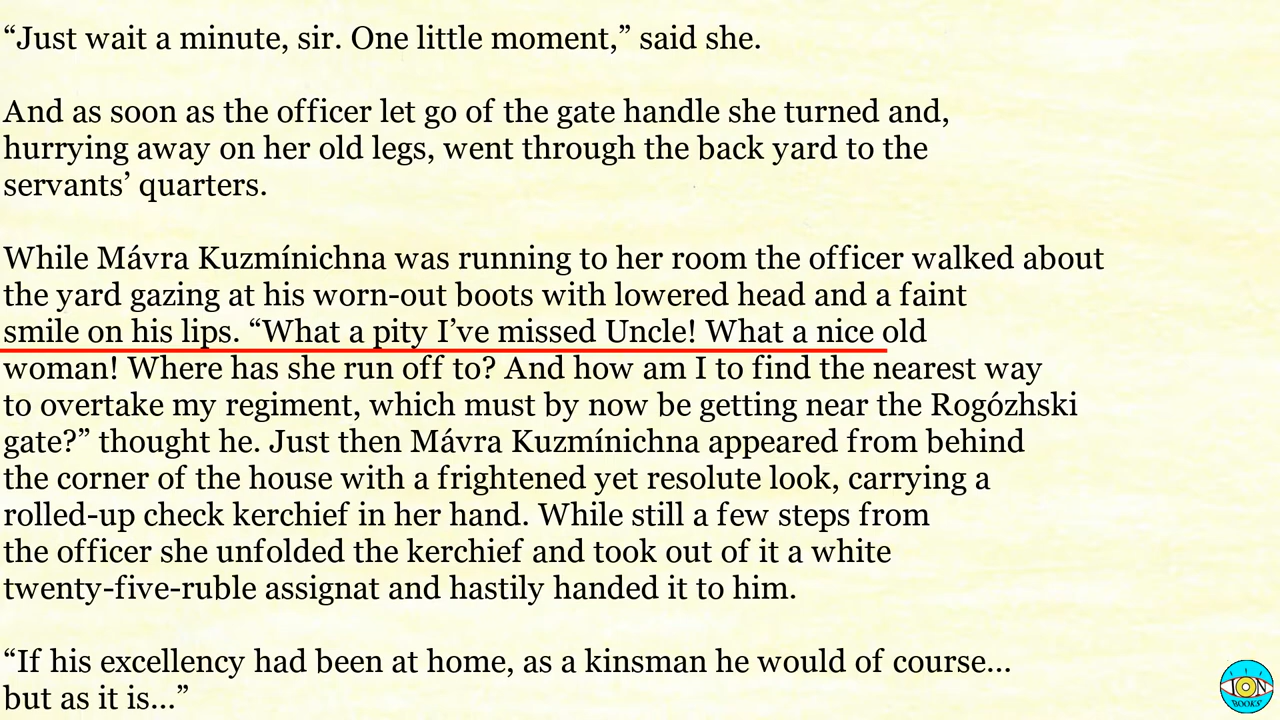 “Just wait a minute, sir. One little moment,” said she.
And as soon as the officer let go of the gate handle she turned and,
hurrying away on her old legs, went through the back yard to the
servants’ quarters.
While Mávra Kuzmínichna was running to her room the officer walked about
the yard gazing at his worn-out boots with lowered head and a faint
smile on his lips. “What a pity I’ve missed Uncle! What a nice old
woman! Where has she run off to? And how am I to find the nearest way
to overtake my regiment, which must by now be getting near the Rogózhski
gate?” thought he. Just then Mávra Kuzmínichna appeared from behind
the corner of the house with a frightened yet resolute look, carrying a
rolled-up check kerchief in her hand. While still a few steps from
the officer she unfolded the kerchief and took out of it a white
twenty-five-ruble assignat and hastily handed it to him.
“If his excellency had been at home, as a kinsman he would of course...
but as it is...”
ION
BOOKS